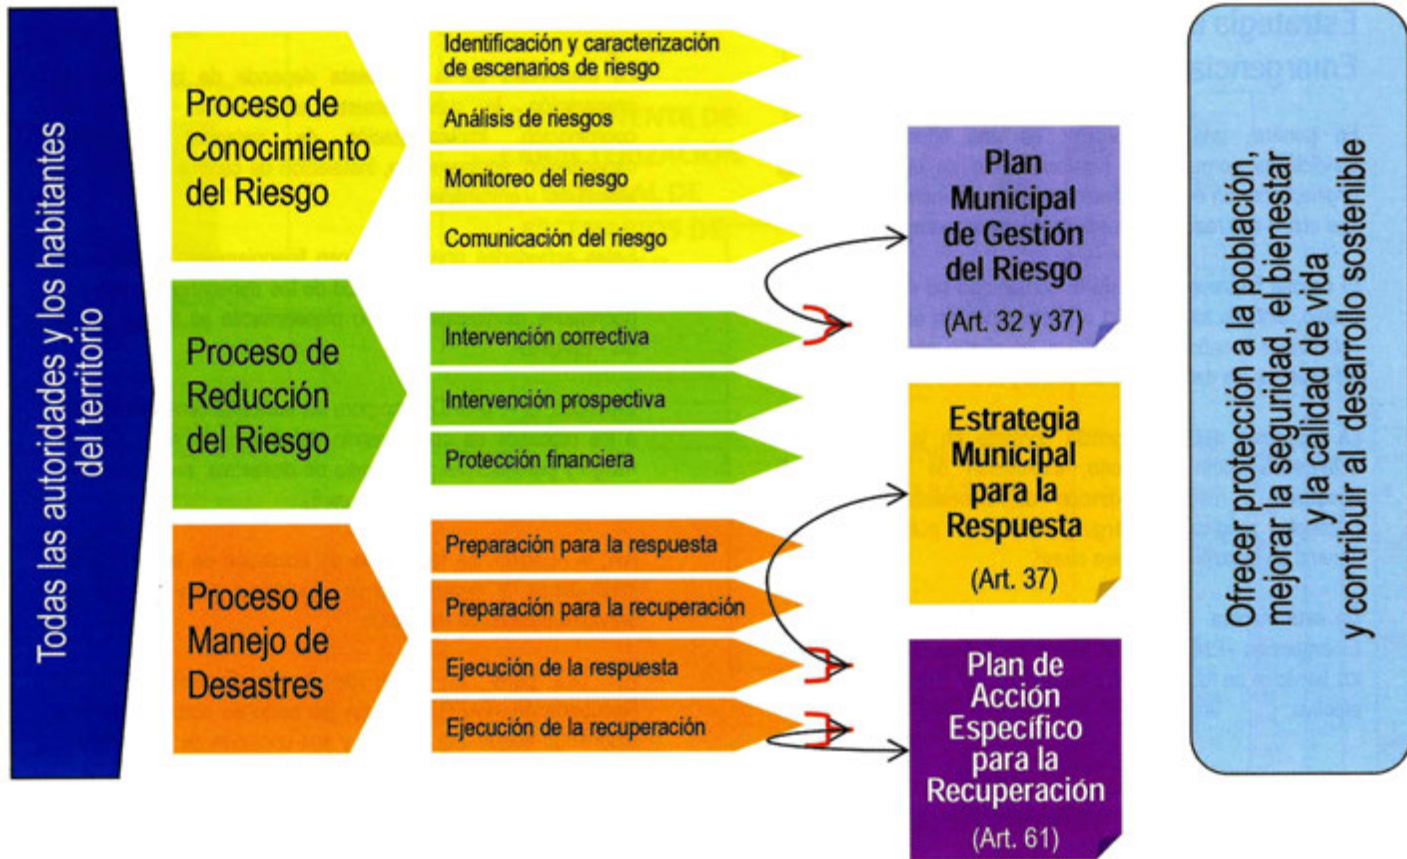 Todas las autoridades y los habitantes
del territorio
Proceso de
Conocimiento
del Riesgo
Identificación y caracterización
de escenarios de riesgo
Análisis de riesgos
Monitoreo del riesgo
Comunicación del riesgo
Proceso de
Reducción
del Riesgo
Intervención correctiva
Intervención prospectiva
Protección financiera
Proceso de
Manejo de
Desastres
Preparación para la respuesta
Preparación para la recuperación
Ejecución de la respuesta
Ejecución de la recuperación
Plan
Municipal
de Gestión
del Riesgo
(Art. 32 y 37)
Estrategia
Municipal
para la
Respuesta
(Art. 37)
Plan de
Acción
Específico
para la
Recuperación
(Art. 61)
Ofrecer protección a la población,
mejorar la seguridad, el bienestar
y la calidad de vida
y contribuir al desarrollo sostenible